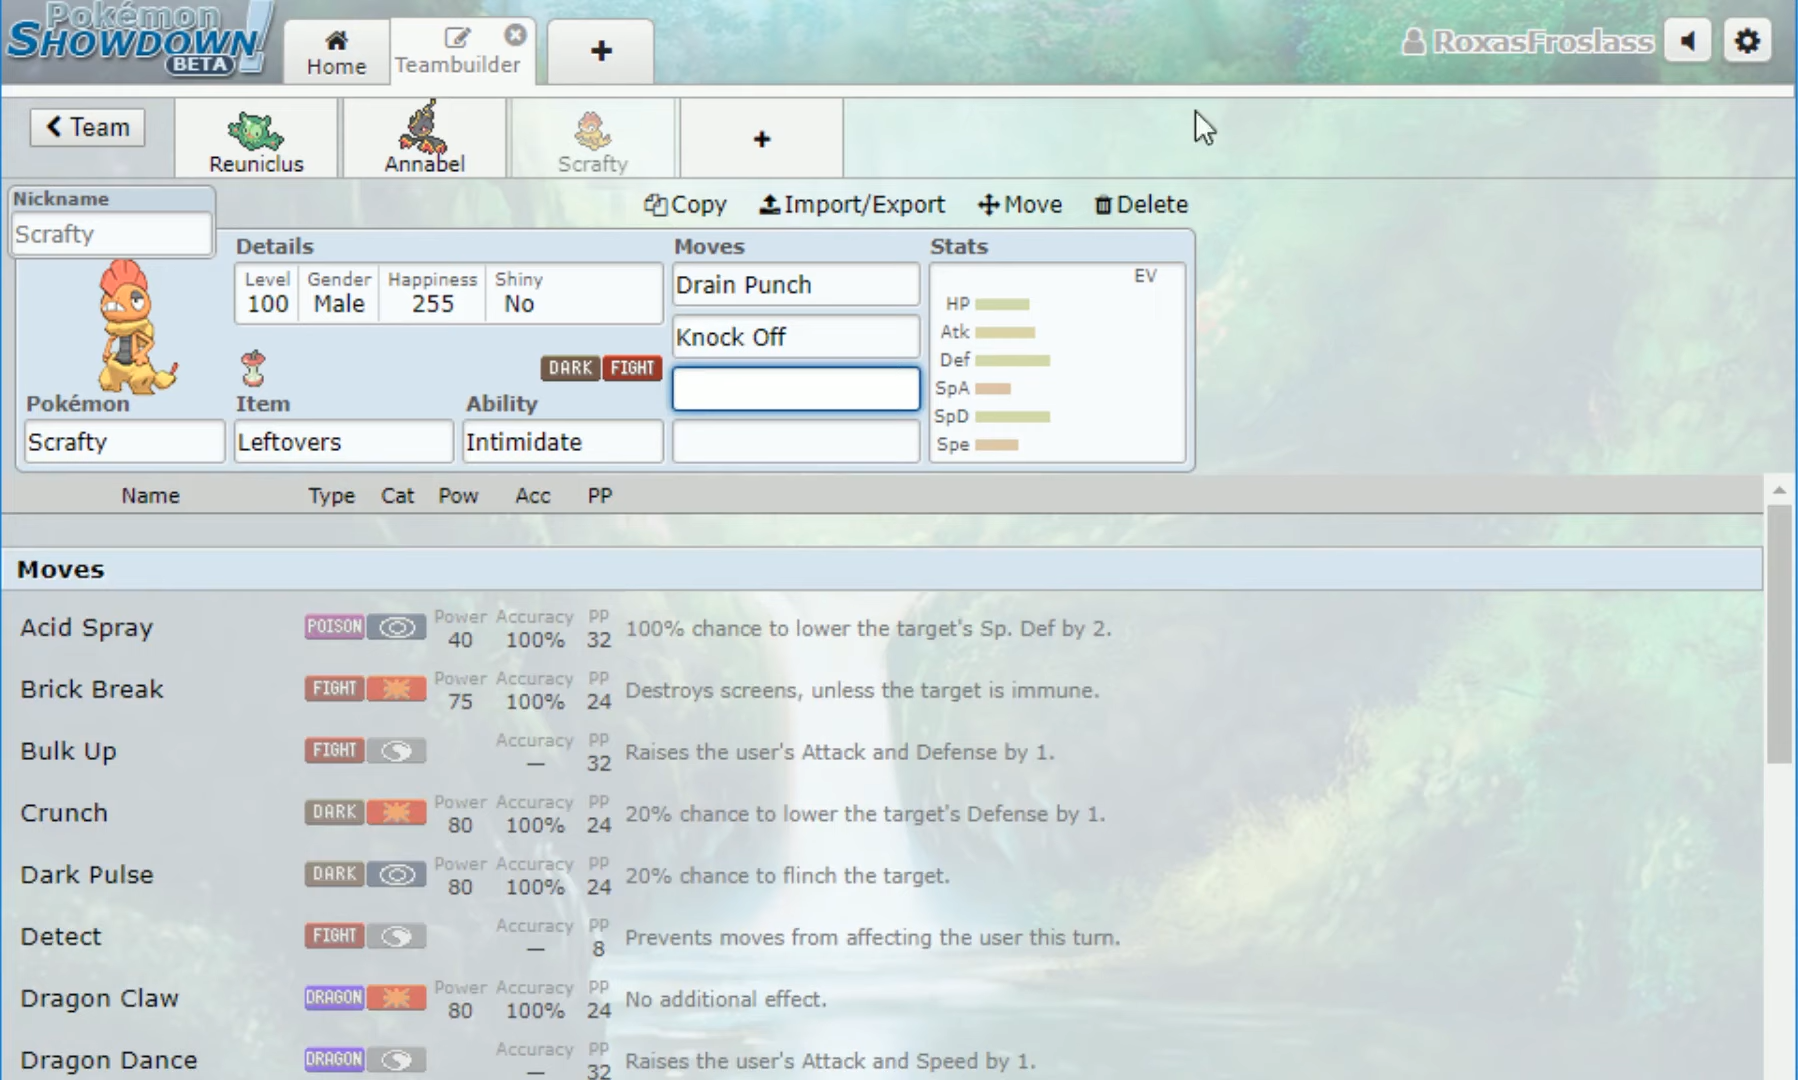 Pokémon
SHOWDOWN!
BETA
Home
Teambuilder
+
RoxasFroslass
Team
Reuniclus
Annabel
Scrafty
+
Nickname
Scrafty
Copy
Import/Export
Move
Delete
Details
Level
Gender
Happiness
Shiny
100
Male
255
No
DARK FIGHT
Pokémon
Item
Ability
Scrafty
Leftovers
Intimidate
Moves
Drain Punch
Knock Off
Stats
EV
HP
Atk
Def
SpA
SpD
Spe
Name Type Cat Pow Acc PP
Moves
Acid Spray POISON Power 40 Accuracy 100% PP 32 100% chance to lower the target's Sp. Def by 2.
Brick Break FIGHT Power 75 Accuracy 100% PP 24 Destroys screens, unless the target is immune.
Bulk Up FIGHT Accuracy — PP 32 Raises the user's Attack and Defense by 1.
Crunch DARK Power 80 Accuracy 100% PP 24 20% chance to lower the target's Defense by 1.
Dark Pulse DARK Power 80 Accuracy 100% PP 24 20% chance to flinch the target.
Detect FIGHT Accuracy — PP 8 Prevents moves from affecting the user this turn.
Dragon Claw DRAGON Power 80 Accuracy 100% PP 24 No additional effect.
Dragon Dance DRAGON Accuracy — PP 32 Raises the user's Attack and Speed by 1.